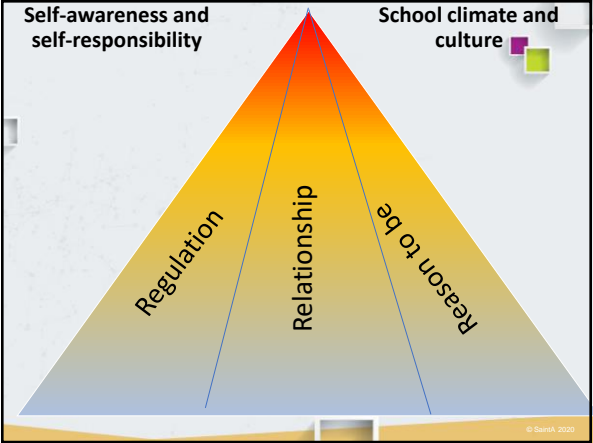 Self-awareness and
self-responsibility
School climate and
culture
Regulation
Relationship
Reason to be
© SaintA 2020